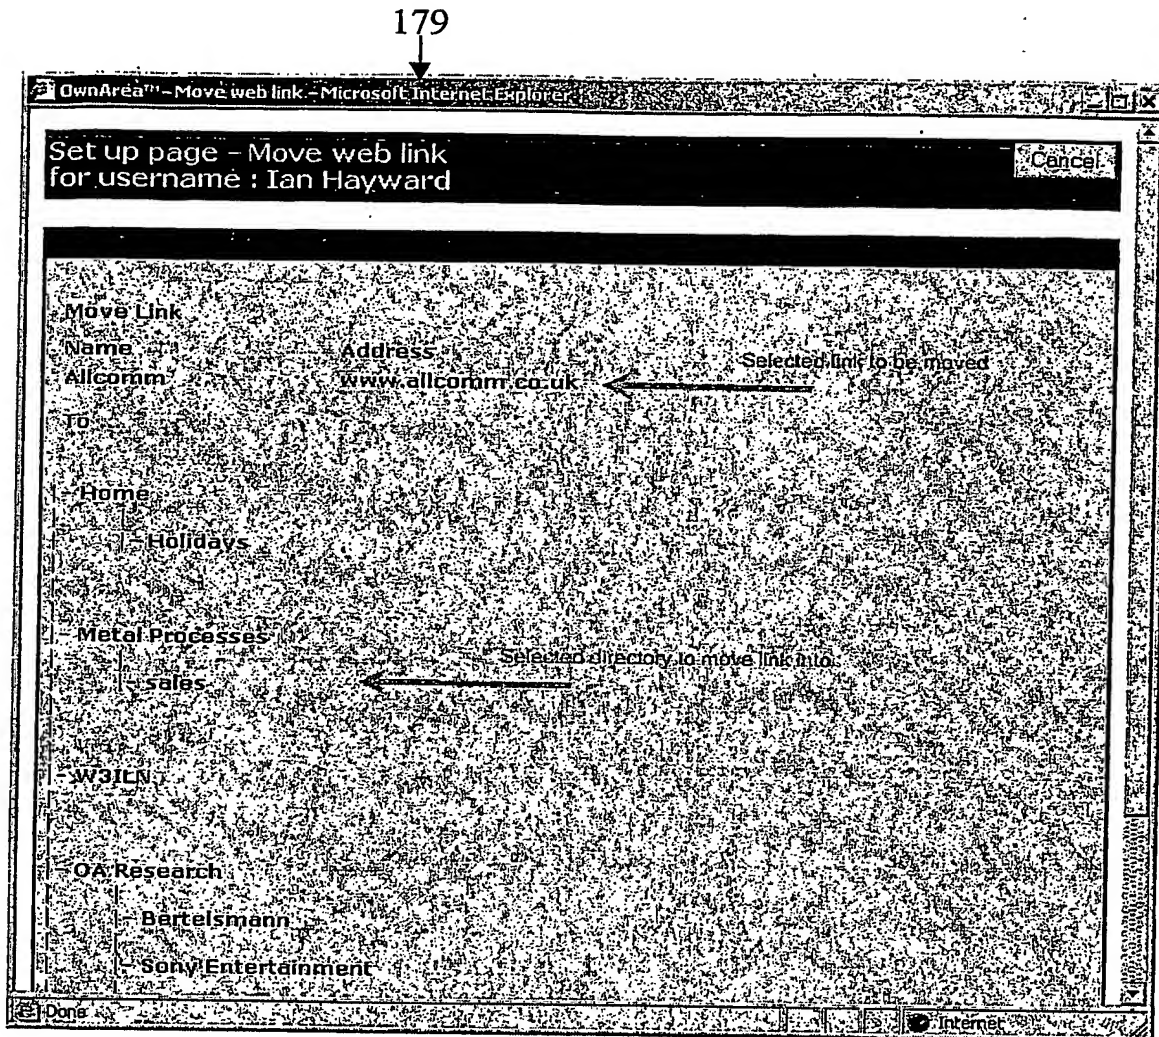 179
OwnArea™ - Move web link - Microsoft Internet Explorer
Set up page - Move web link
for username : Ian Hayward
Cancel
Move Link
Name Address
Allcomm www.allcomm.co.uk
Selected link to be moved
To
Home
Holidays
Metal Processes
Selected directory to move link into
sales
W3ILN
OA Research
Bertelsmann
Sony Entertainment
Done Internet